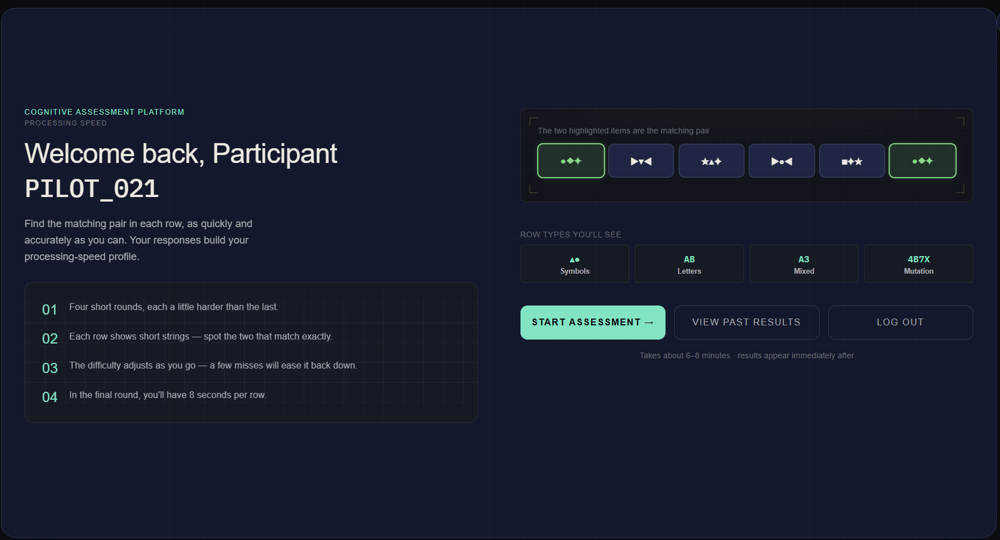 COGNITIVE ASSESSMENT PLATFORM
PROCESSING SPEED
Welcome back, Participant
PILOT_021
Find the matching pair in each row, as quickly and
accurately as you can. Your responses build your
processing-speed profile.
01 Four short rounds, each a little harder than the last.
02 Each row shows short strings — spot the two that match exactly.
03 The difficulty adjusts as you go — a few misses will ease it back down.
04 In the final round, you'll have 8 seconds per row.
The two highlighted items are the matching pair
●◆✦ ▶▼◀ ★▲✦ ▶●◀ ■✦★ ●◆✦
ROW TYPES YOU'LL SEE
▲● AB A3 4B7X
Symbols Letters Mixed Mutation
START ASSESSMENT → VIEW PAST RESULTS LOG OUT
Takes about 6–8 minutes · results appear immediately after